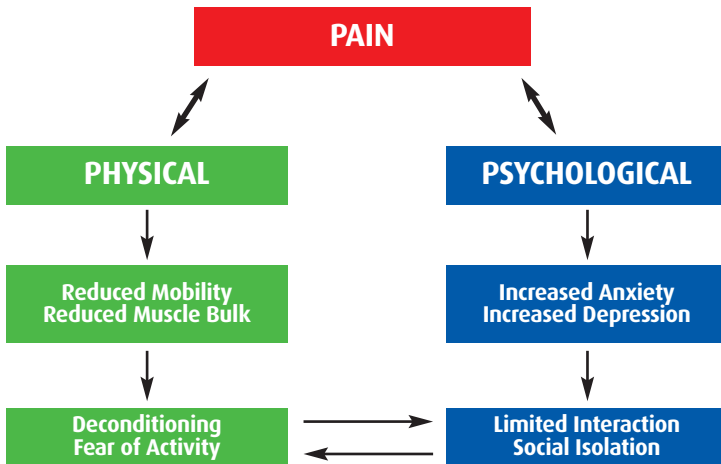 PAIN
PHYSICAL
PSYCHOLOGICAL
Reduced Mobility
Reduced Muscle Bulk
Increased Anxiety
Increased Depression
Deconditioning
Fear of Activity
Limited Interaction
Social Isolation